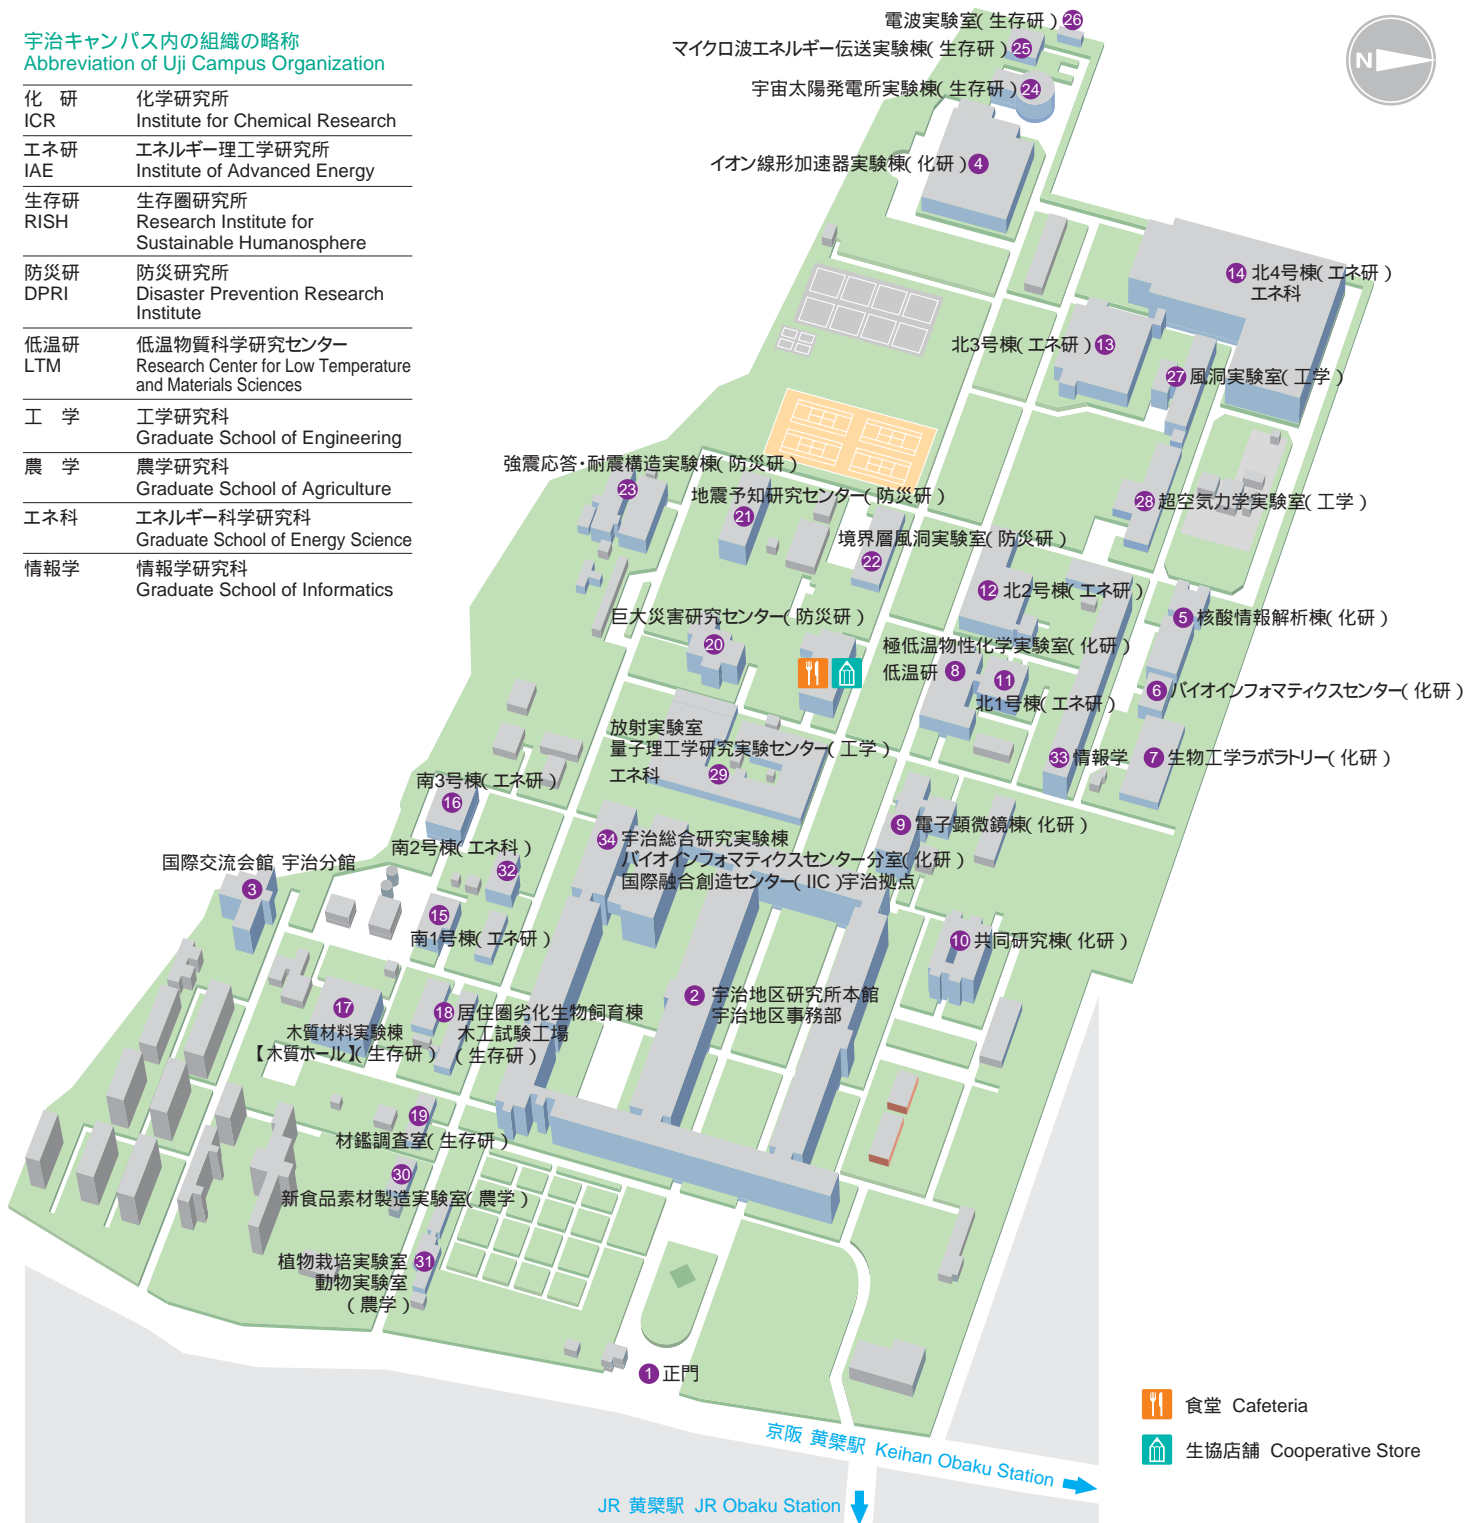 宇治キャンパス内の組織の略称
Abbreviation of Uji Campus Organization
化 研 化学研究所
ICR Institute for Chemical Research
エネ研 エネルギー理工学研究所
IAE Institute of Advanced Energy
生存研 生存圏研究所
RISH Research Institute for
Sustainable Humanosphere
防災研 防災研究所
DPRI Disaster Prevention Research
Institute
低温研 低温物質科学研究センター
LTM Research Center for Low Temperature
and Materials Sciences
工 学 工学研究科
Graduate School of Engineering
農 学 農学研究科
Graduate School of Agriculture
エネ科 エネルギー科学研究科
Graduate School of Energy Science
情報学 情報学研究科
Graduate School of Informatics
電波実験室(生存研) 26
マイクロ波エネルギー伝送実験棟(生存研) 25
宇宙太陽発電所実験棟(生存研) 24
イオン線形加速器実験棟(化研) 4
N
14 北4号棟(エネ研)
エネ科
北3号棟(エネ研) 13
27 風洞実験室(工学)
強震応答・耐震構造実験棟(防災研)
23
地震予知研究センター(防災研)
21
28 超空気力学実験室(工学)
境界層風洞実験室(防災研)
22
12 北2号棟(エネ研)
巨大災害研究センター(防災研)
20
5 核酸情報解析棟(化研)
極低温物性化学実験室(化研)
低温研 8
11
北1号棟(エネ研)
6 バイオインフォマティクスセンター(化研)
放射実験室
量子理工学研究実験センター(工学)
エネ科 29
33 情報学
7 生物工学ラボラトリー(化研)
南3号棟(エネ研)
16
9 電子顕微鏡棟(化研)
34 宇治総合研究実験棟
バイオインフォマティクスセンター分室(化研)
国際融合創造センター(IIC)宇治拠点
南2号棟(エネ科)
32
国際交流会館 宇治分館
3
15
南1号棟(エネ研)
10 共同研究棟(化研)
2 宇治地区研究所本館
宇治地区事務部
17
木質材料実験棟
【木質ホール】(生存研)
18 居住圏劣化生物飼育棟
木工試験工場
(生存研)
19
材鑑調査室(生存研)
30
新食品素材製造実験室(農学)
植物栽培実験室 31
動物実験室
(農学)
1 正門
食堂 Cafeteria
生協店舗 Cooperative Store
京阪 黄檗駅 Keihan Obaku Station
JR 黄檗駅 JR Obaku Station